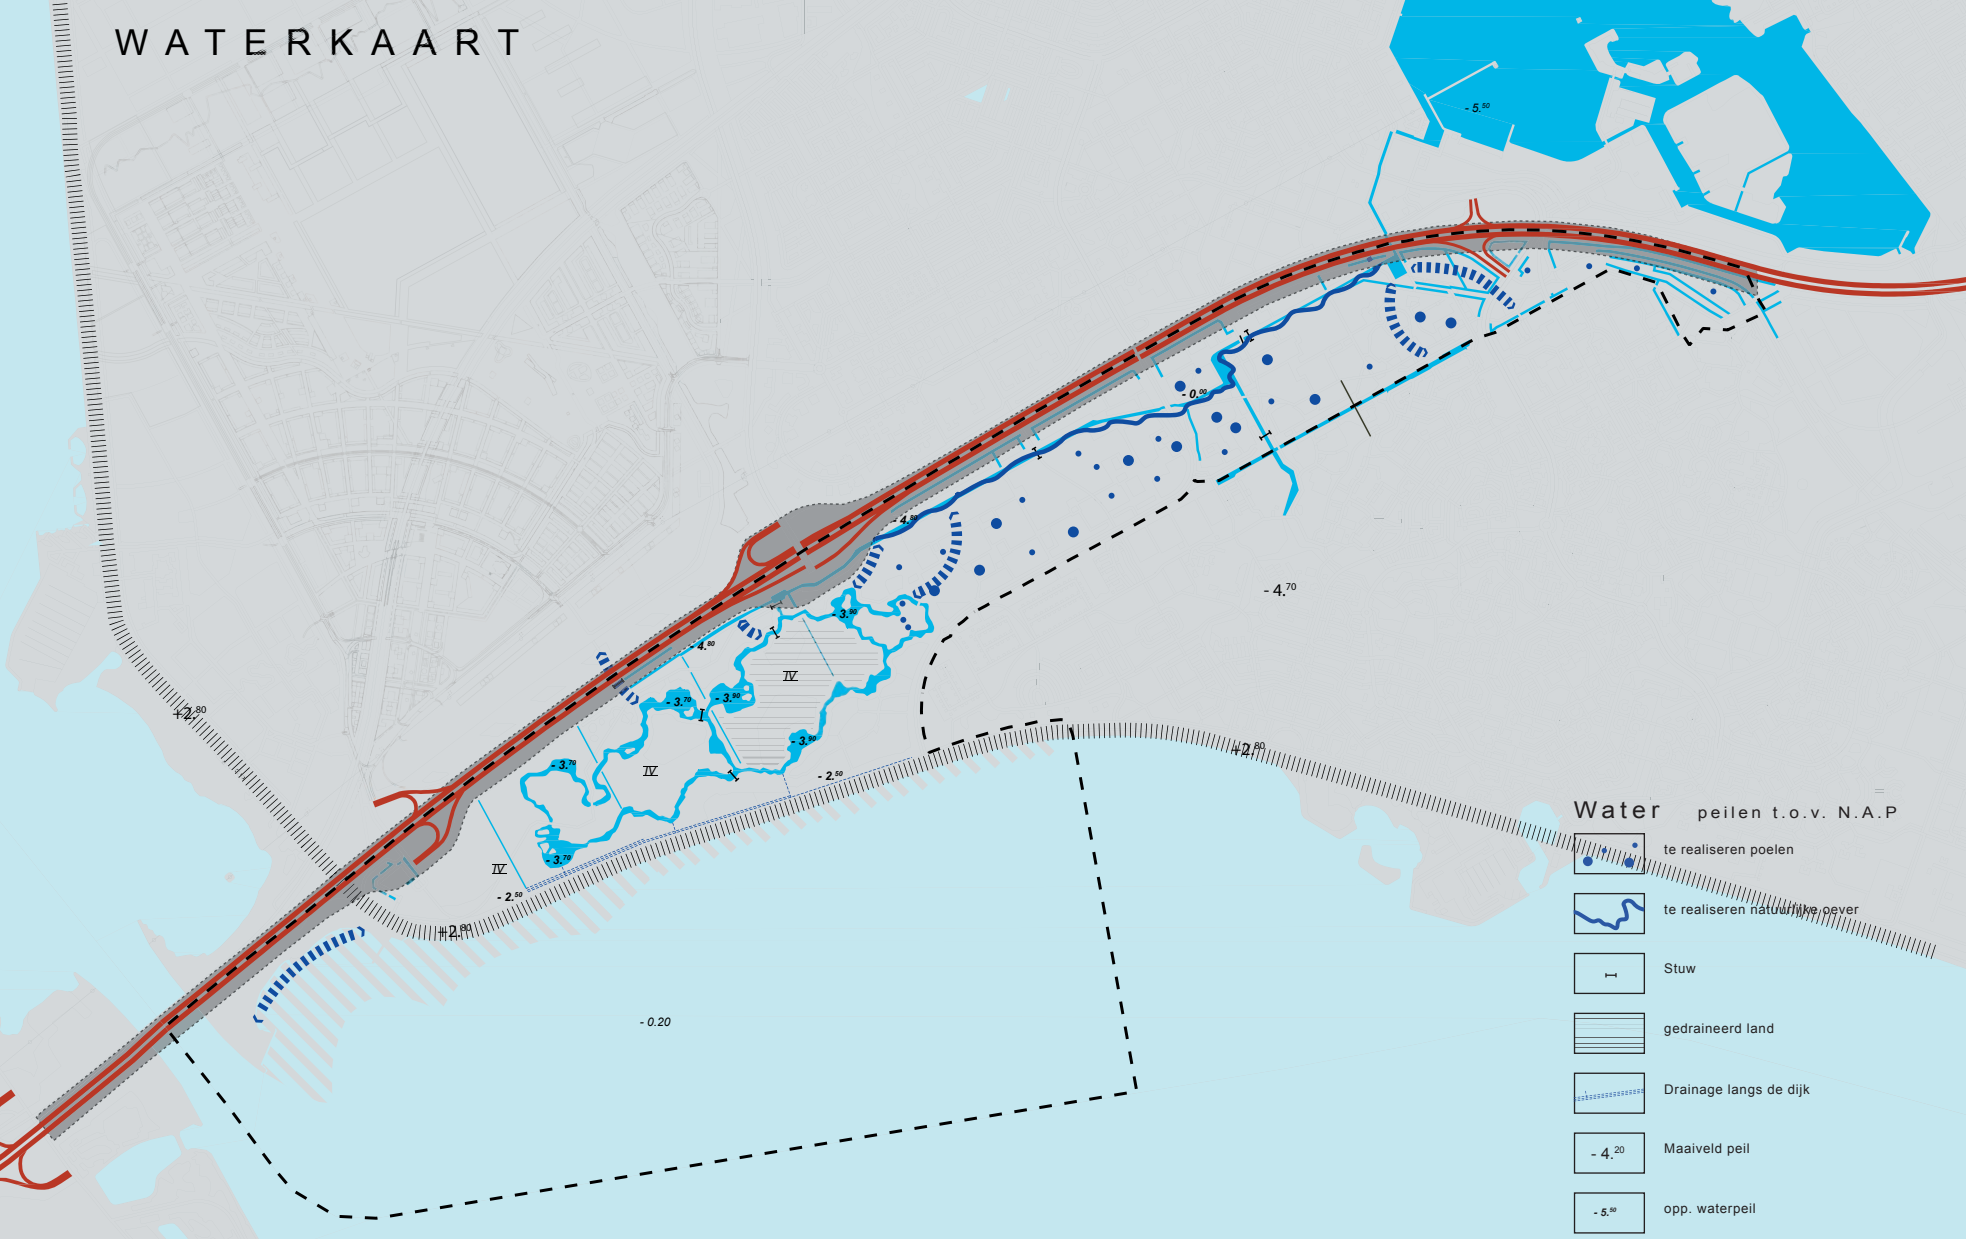 WATERKAART
- 5.50
- 0.00
- 4.80
- 4.70
- 3.90
- 4.80
IV
- 3.70
- 3.90
+2.80
- 3.90
+2.80
- 3.70
IV
- 2.50
- 3.70
IV
- 2.50
+2.80
- 0.20
Water peilen t.o.v. N.A.P
te realiseren poelen
te realiseren natuurlijke oever
Stuw
gedraineerd land
Drainage langs de dijk
- 4.20 Maaiveld peil
- 5.50 opp. waterpeil